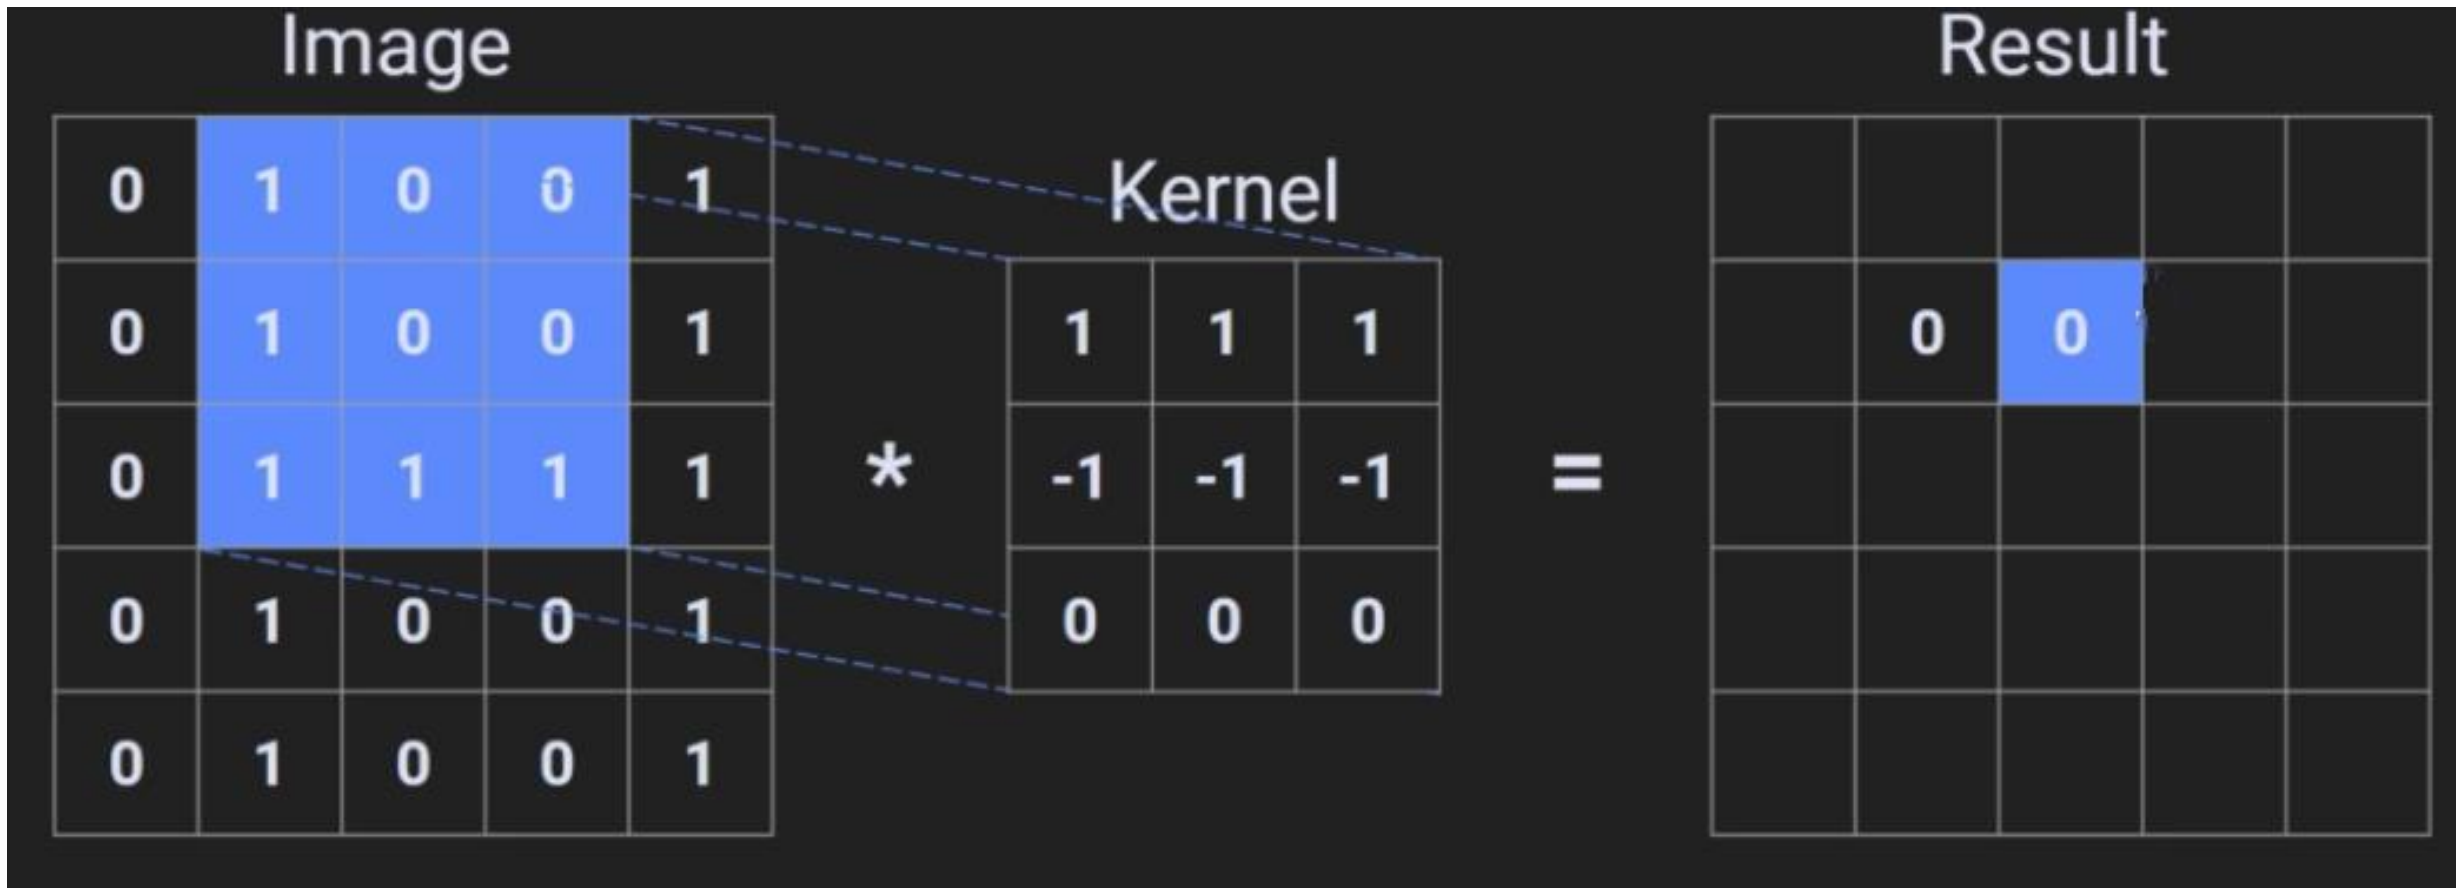 Image
Result
Kernel
0 1 0 0 1
0 1 0 0 1
0 1 1 1 1
0 1 0 0 1
0 1 0 0 1
*
1 1 1
-1 -1 -1
0 0 0
=
0 0